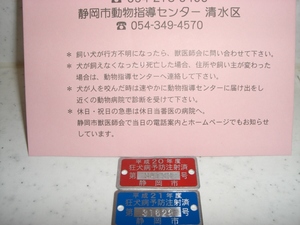 静岡市動物指導センター 清水区
☎ 054-349-4570
＊ 飼い犬が行方不明になったら、獣医師会に問い合わせて下さい。
＊ 犬が飼えなくなったり死亡した場合、住所や飼い主が変わった
場合は、動物指導センターへ連絡して下さい。
＊ 犬が人を咬んだ時は速やかに動物指導センターに届出をし
近くの動物病院で診断を受けて下さい。
＊ 休日・祝日の急患は休日当番医の病院へ。
静岡市獣医師会で当日の電話案内とホームページでもお知らせ
しています。
平成20年度
狂犬病予防注射済
第 号
静岡市
平成21年度
狂犬病予防注射済
第 31629 号
静岡市